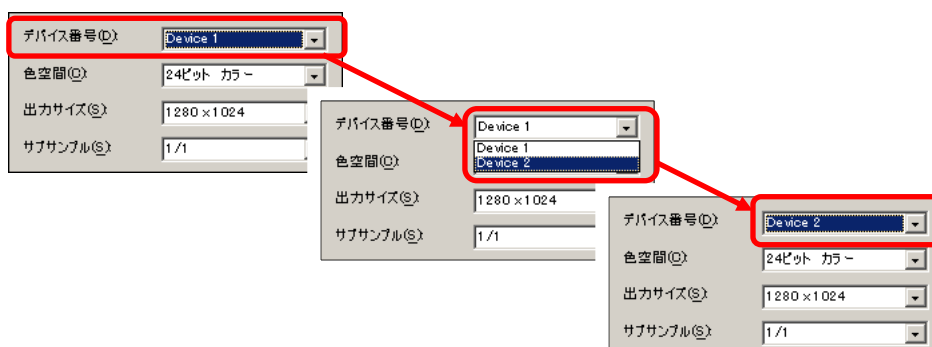 デバイス番号(D): Device 1
色空間(C): 24ビット カラー
出力サイズ(S): 1280×1024
サブサンプル(S): 1/1
デバイス番号(D): Device 1
Device 1
Device 2
色空間(C):
出力サイズ(S): 1280×1024
サブサンプル(S): 1/1
デバイス番号(D): Device 2
色空間(C): 24ビット カラー
出力サイズ(S): 1280×1024
サブサンプル(S): 1/1